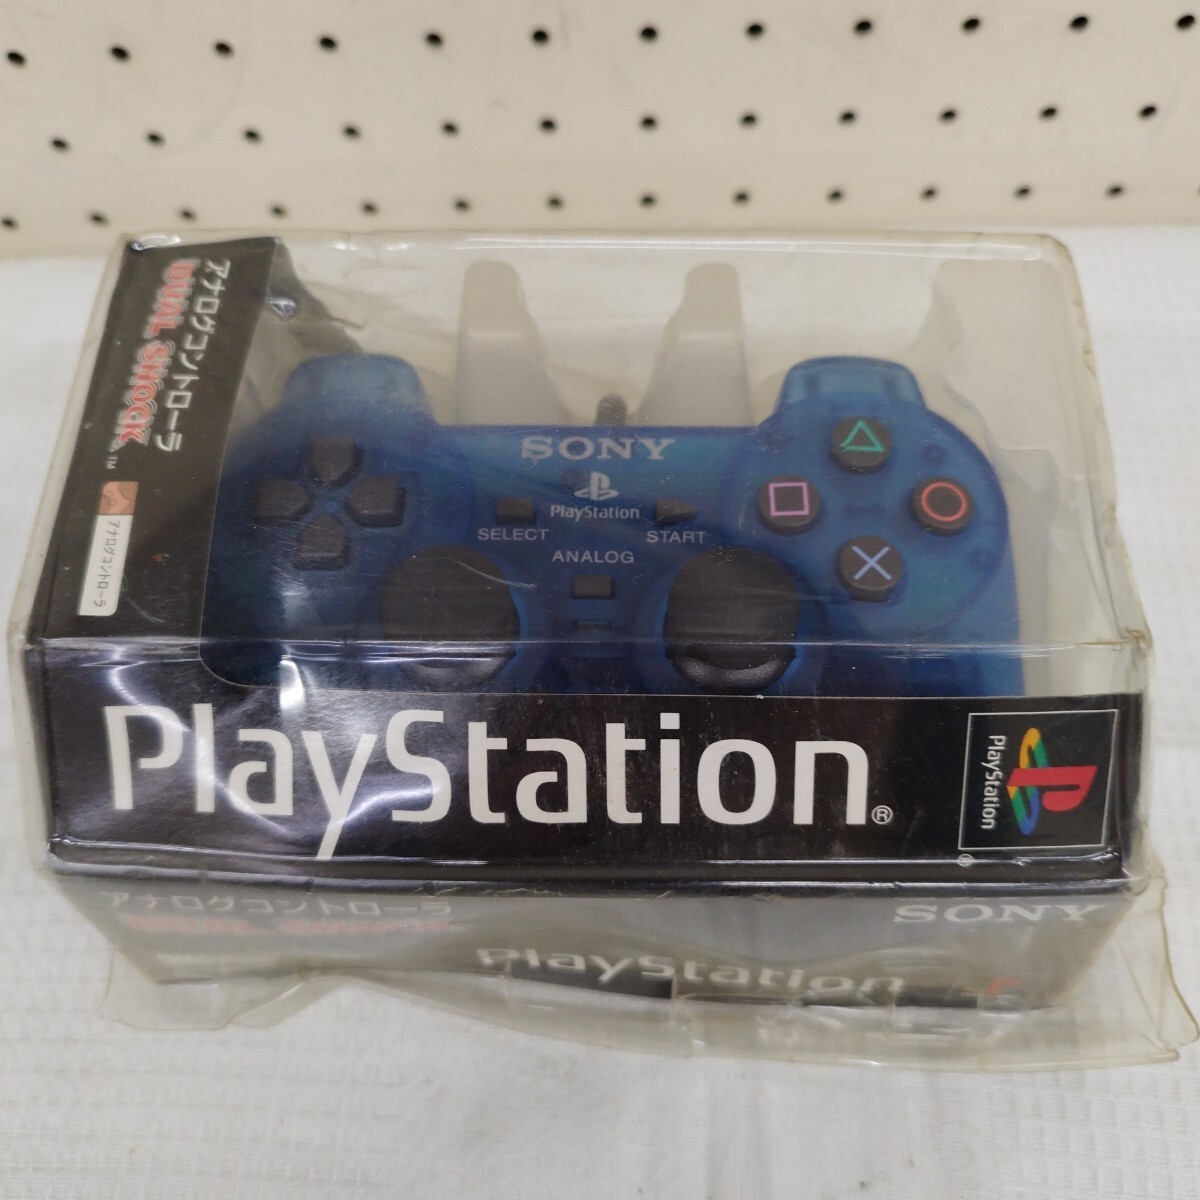 アナログコントローラ
DUAL SHOCK™
アナログコントローラ
SONY
PlayStation
SELECT
START
ANALOG
PlayStation®
PlayStation
®
アナログコントローラ
DUAL SHOCK
SONY
PlayStation